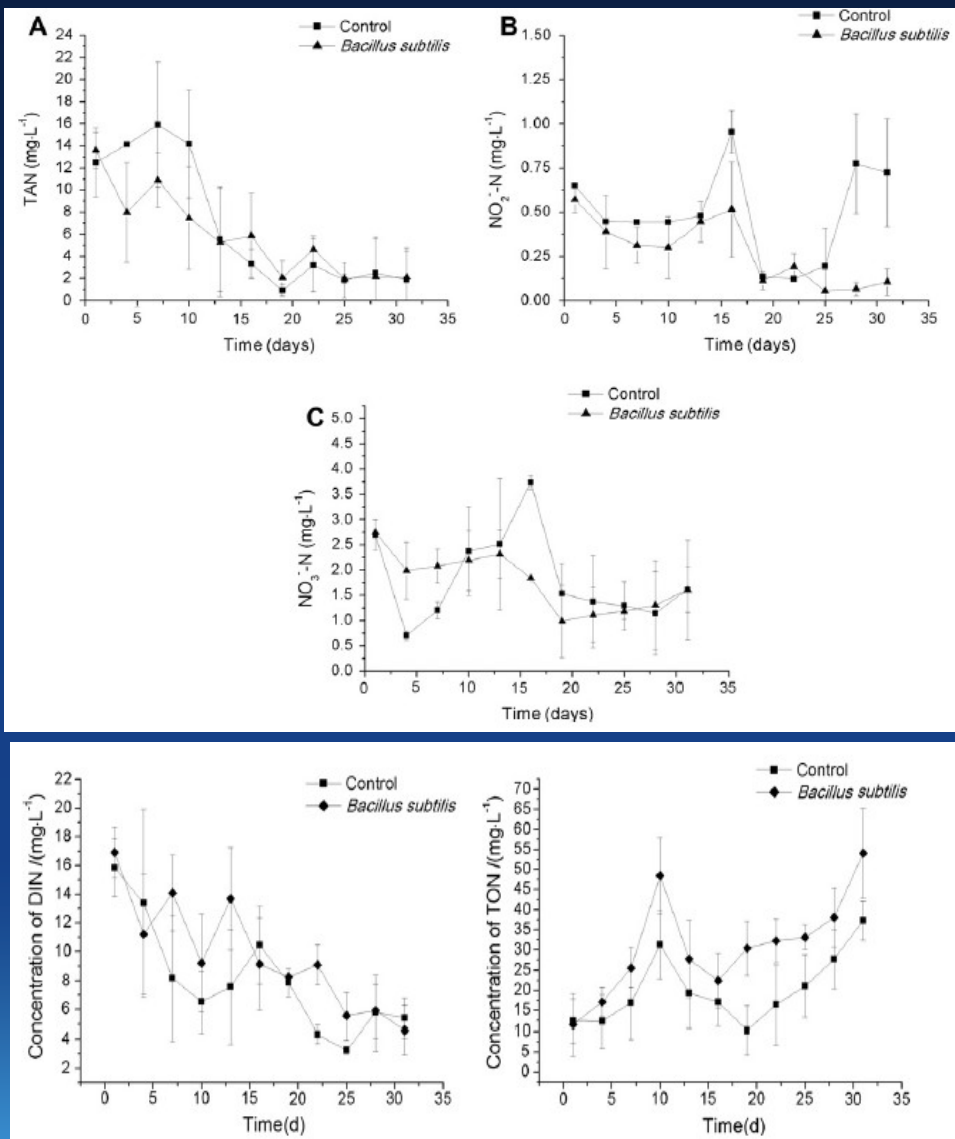 A
Control
Bacillus subtilis
24
22
20
18
16
14
12
10
8
6
4
2
0
TAN (mg·L⁻¹)
0 5 10 15 20 25 30 35
Time (days)
B
Control
Bacillus subtilis
1.50
1.25
1.00
0.75
0.50
0.25
0.00
NO₂⁻-N (mg·L⁻¹)
0 5 10 15 20 25 30 35
Time (days)
C
Control
Bacillus subtilis
5.0
4.5
4.0
3.5
3.0
2.5
2.0
1.5
1.0
0.5
0.0
NO₃⁻-N (mg·L⁻¹)
0 5 10 15 20 25 30 35
Time (days)
Control
Bacillus subtilis
22
20
18
16
14
12
10
8
6
4
2
Concentration of DIN /(mg·L⁻¹)
0 5 10 15 20 25 30 35
Time(d)
Control
Bacillus subtilis
70
65
60
55
50
45
40
35
30
25
20
15
10
5
0
Concentration of TON /(mg·L⁻¹)
0 5 10 15 20 25 30 35
Time(d)